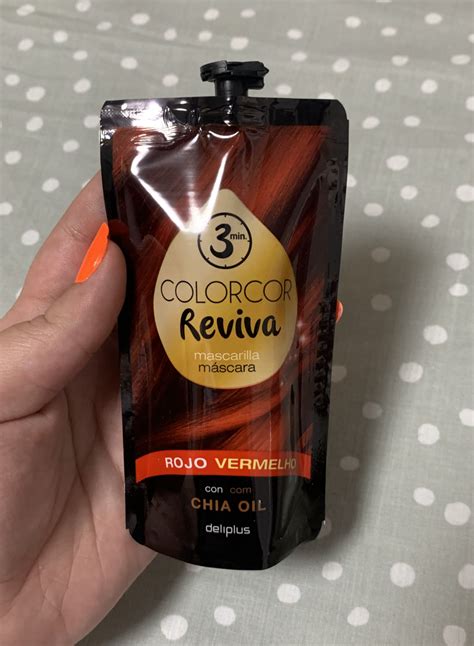 3
min.
COLORCOR
Reviva
mascarilla
máscara
ROJO VERMELHO
con com
CHIA OIL
deliplus